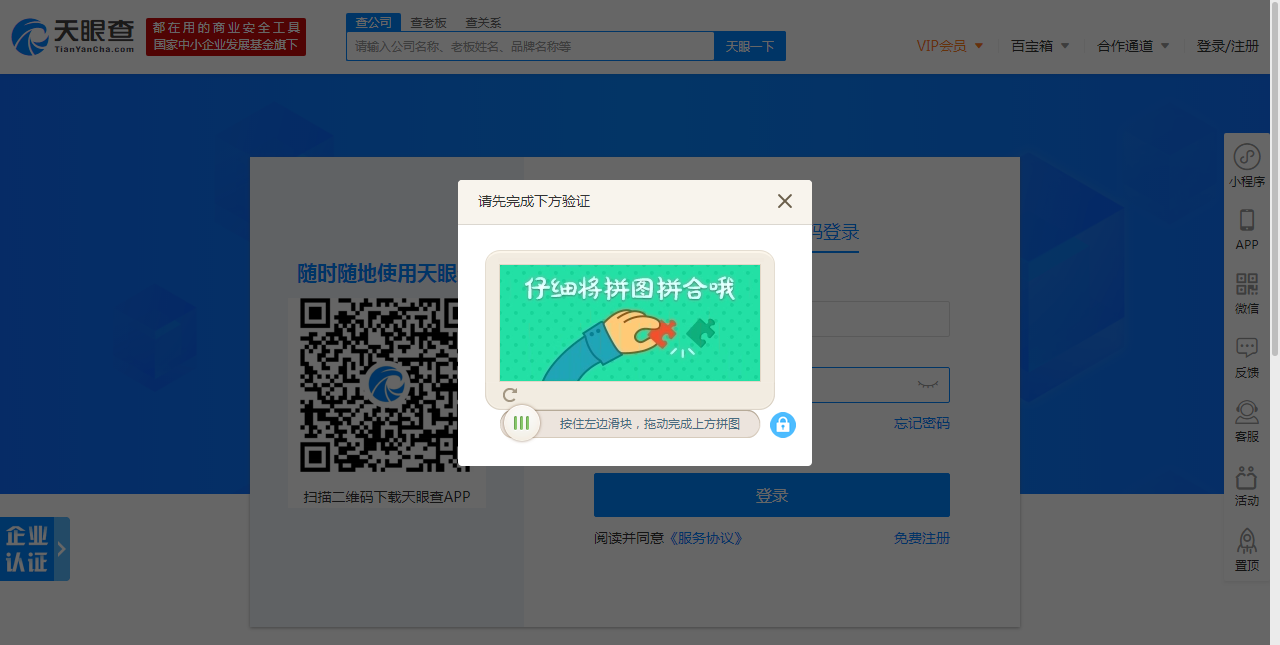 天眼查
TianYanCha.com
都在用的商业安全工具
国家中小企业发展基金旗下
查公司 查老板 查关系
请输入公司名称、老板姓名、品牌名称等 天眼一下
VIP会员 百宝箱 合作通道 登录/注册
请先完成下方验证
码登录
随时随地使用天眼
仔细将拼图拼合哦
按住左边滑块，拖动完成上方拼图
忘记密码
扫描二维码下载天眼查APP
登录
阅读并同意《服务协议》 免费注册
企业
认证
小程序
APP
微信
反馈
客服
活动
置顶